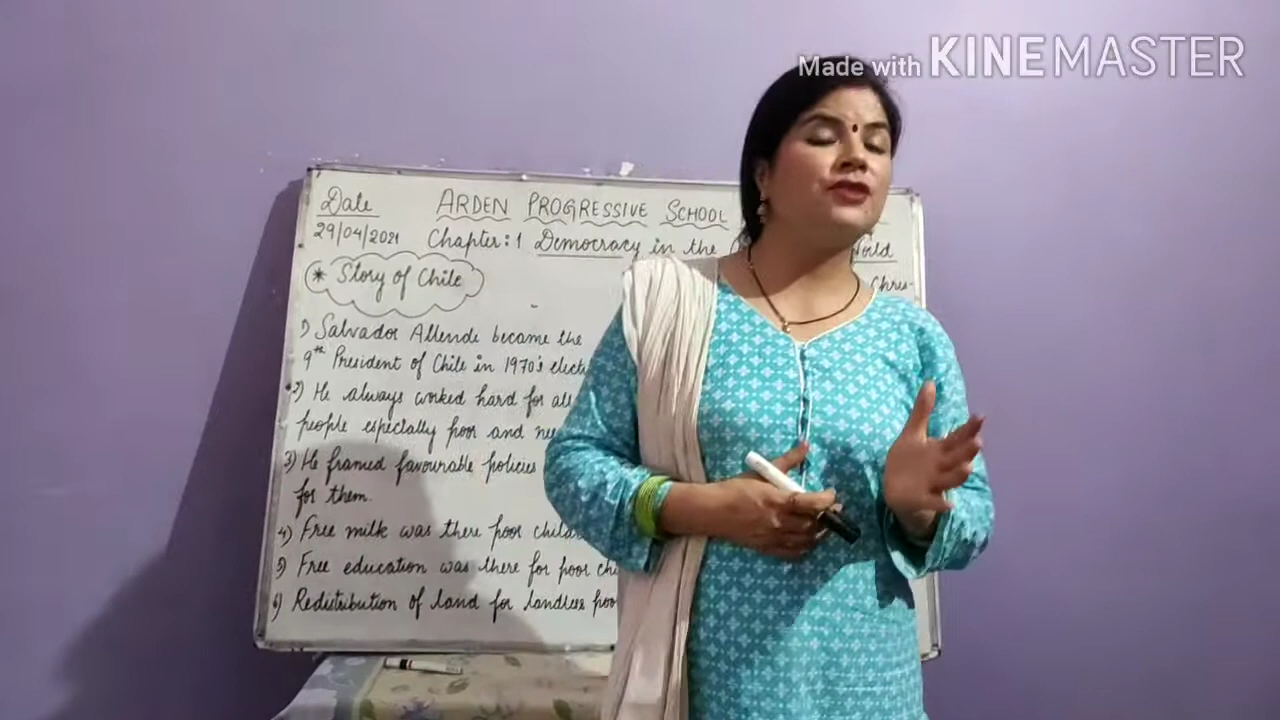 Made with KINEMASTER
Date ARDEN PROGRESSIVE SCHOOL
29/04/2021 Chapter: 1 Democracy in the World
* Story of Chile
1) Salvador Allende became the
9th President of Chile in 1970's
2) He always worked hard for all
people especially poor and
3) He framed favourable policies
for them.
4) Free milk was there poor
5) Free education was there for poor
6) Redistribution of land for landless